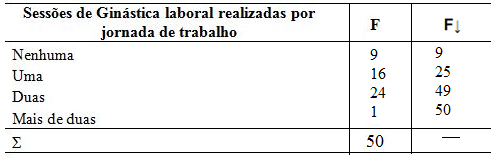 Sessões de Ginástica laboral realizadas por jornada de trabalho F F↓
Nenhuma 9 9
Uma 16 25
Duas 24 49
Mais de duas 1 50
Σ 50 —